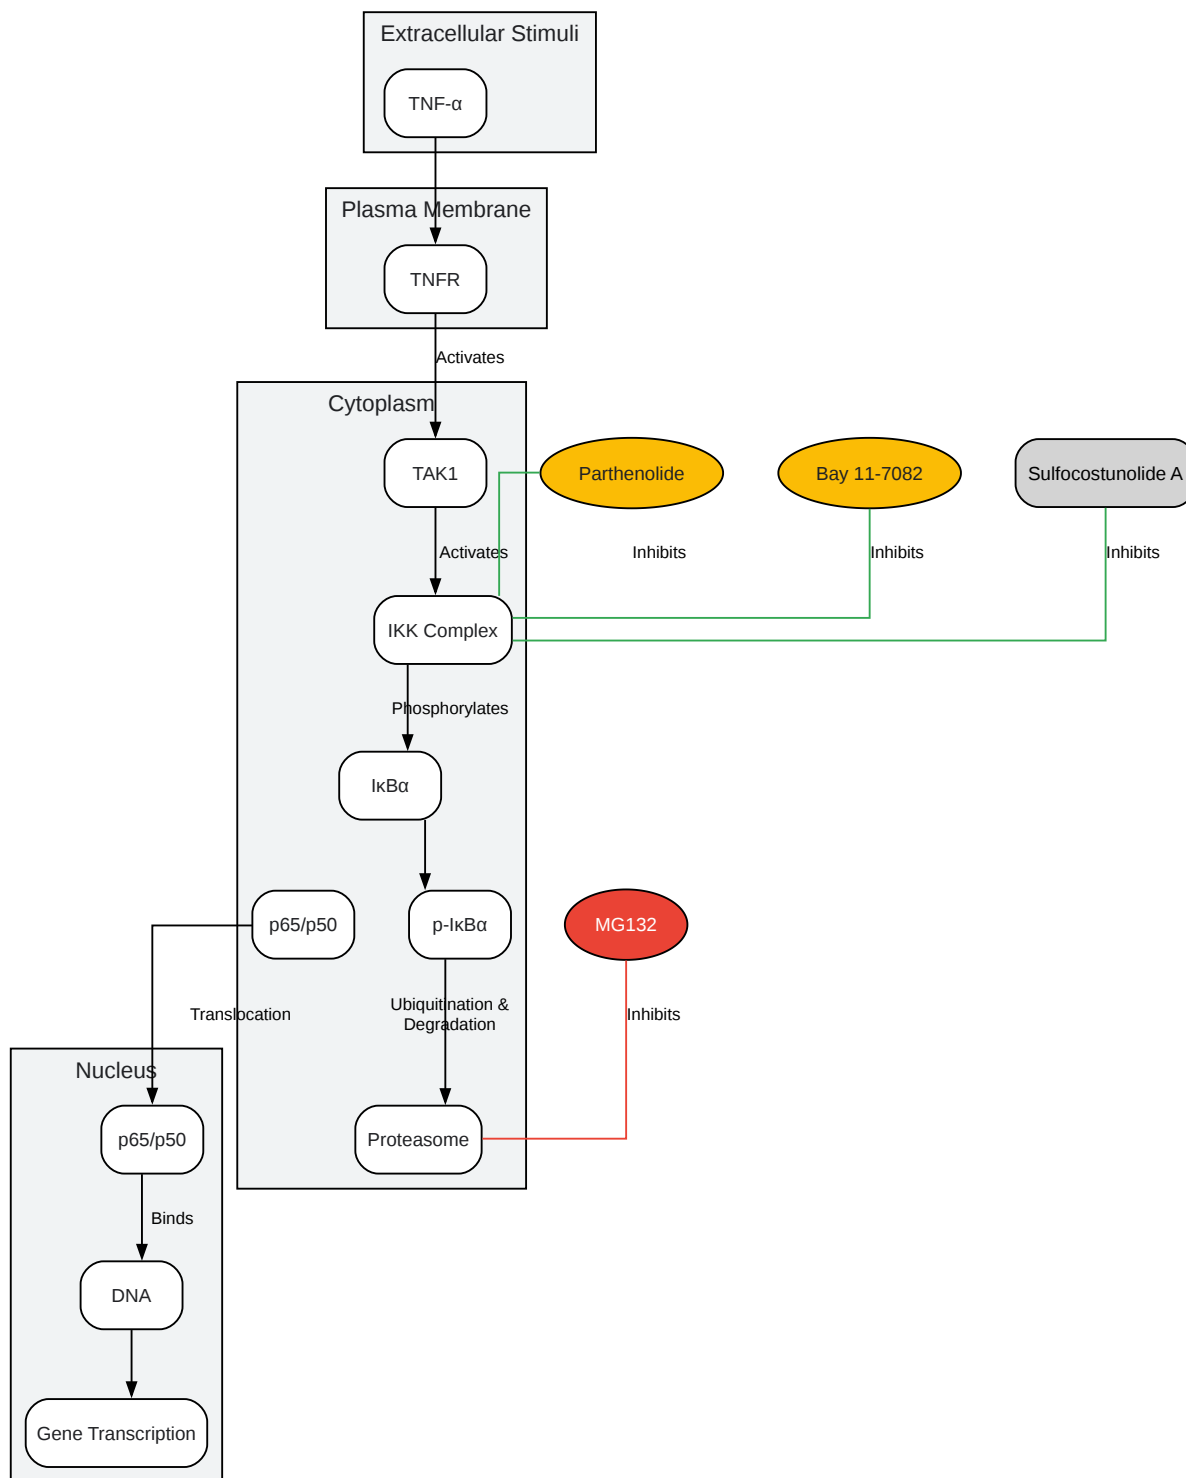 Extracellular Stimuli
TNF-α
Plasma Membrane
TNFR
Activates
Cytoplasm
TAK1
Parthenolide
Bay 11-7082
Sulfocostunolide A
Activates
Inhibits
Inhibits
Inhibits
IKK Complex
Phosphorylates
IκBα
p65/p50
p-IκBα
MG132
Translocation
Ubiquitination &
Degradation
Inhibits
Nucleus
p65/p50
Proteasome
Binds
DNA
Gene Transcription